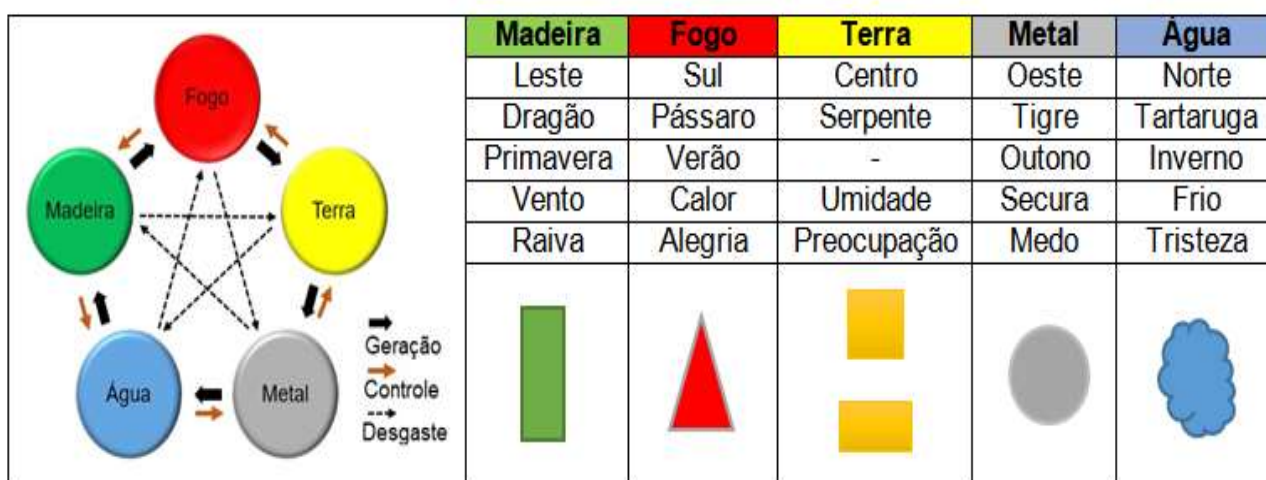 Fogo
Madeira
Terra
Água
Metal
Geração
Controle
Desgaste
Madeira Fogo Terra Metal Água
Leste Sul Centro Oeste Norte
Dragão Pássaro Serpente Tigre Tartaruga
Primavera Verão - Outono Inverno
Vento Calor Umidade Secura Frio
Raiva Alegria Preocupação Medo Tristeza